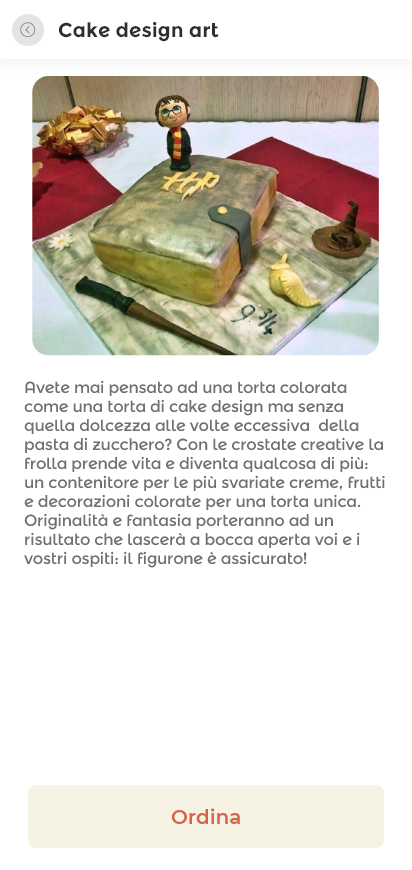 Cake design art
HP
9 3/4
Avete mai pensato ad una torta colorata
come una torta di cake design ma senza
quella dolcezza alle volte eccessiva  della
pasta di zucchero? Con le crostate creative la
frolla prende vita e diventa qualcosa di più:
un contenitore per le più svariate creme, frutti
e decorazioni colorate per una torta unica.
Originalità e fantasia porteranno ad un
risultato che lascerà a bocca aperta voi e i
vostri ospiti: il figurone è assicurato!
Ordina